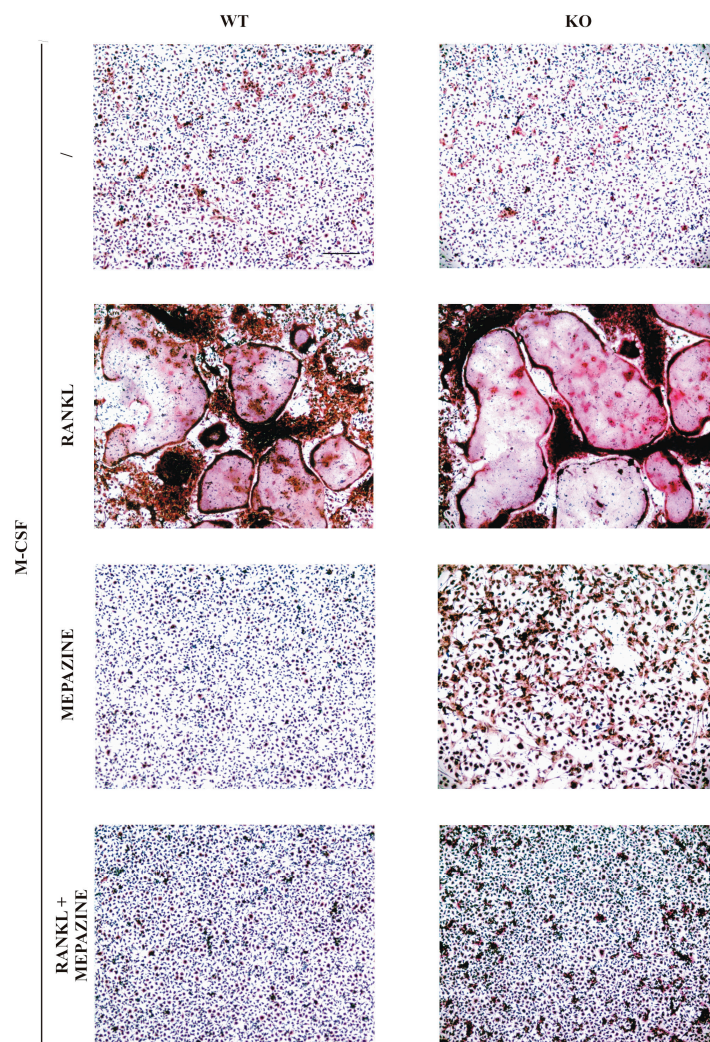 WT
KO
/
RANKL
M-CSF
MEPAZINE
RANKL +
MEPAZINE